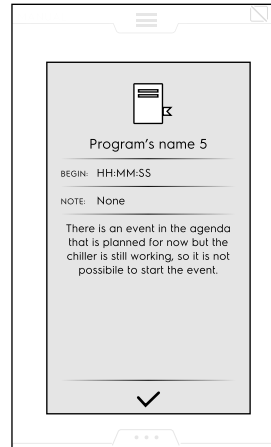 Program's name 5
BEGIN: HH:MM:SS
NOTE: None
There is an event in the agenda
that is planned for now but the
chiller is still working, so it is not
possibile to start the event.